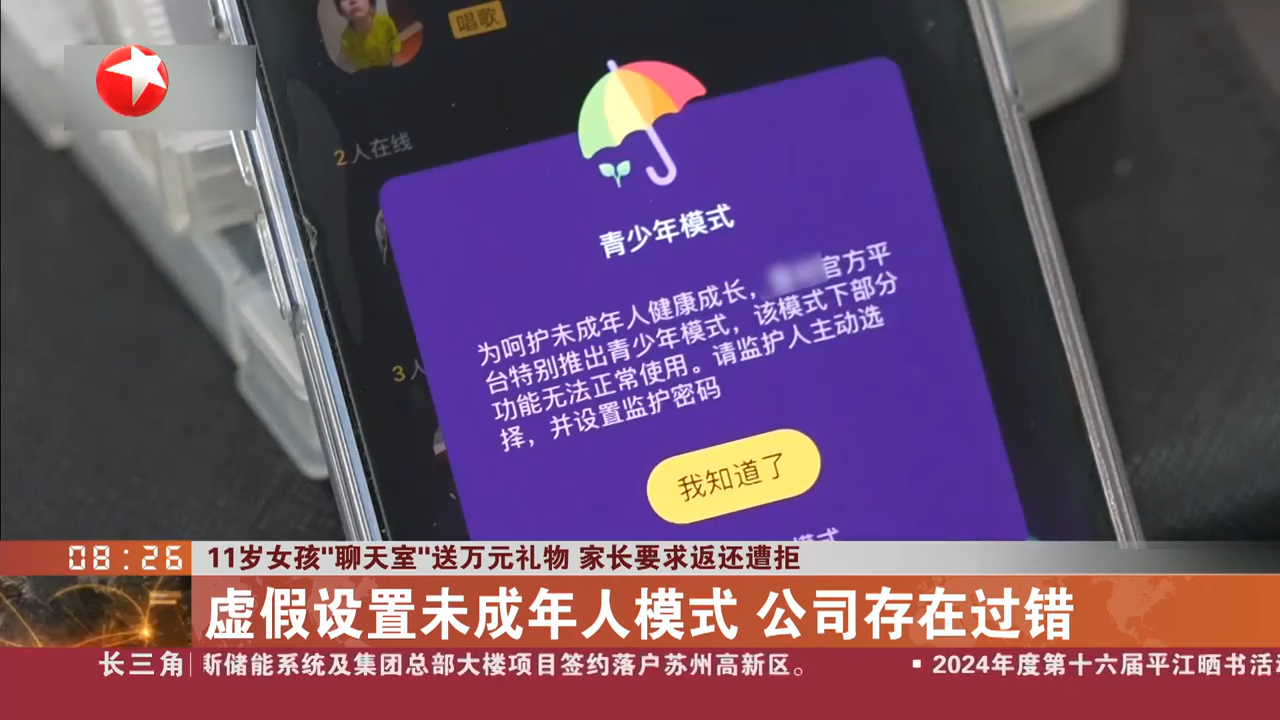 唱歌
2人在线
青少年模式
为呵护未成年人健康成长，官方平
台特别推出青少年模式，该模式下部分
功能无法正常使用。请监护人主动选
择，并设置监护密码
3人
我知道了
模式
08:26
11岁女孩"聊天室"送万元礼物 家长要求返还遭拒
虚假设置未成年人模式 公司存在过错
长三角 新储能系统及集团总部大楼项目签约落户苏州高新区。 ▪ 2024年度第十六届平江晒书活